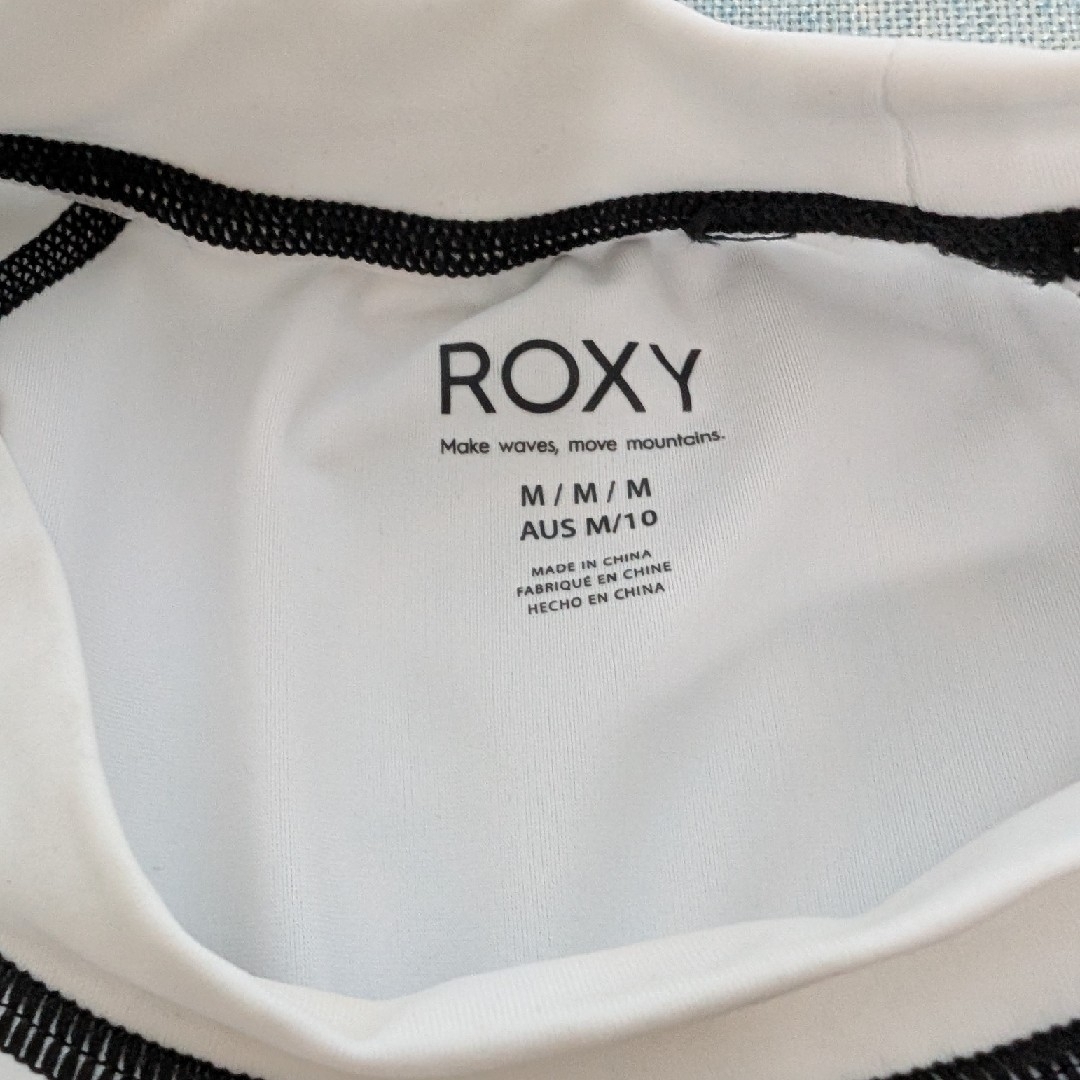 ROXY
Make waves, move mountains.
M / M / M
AUS M/10
MADE IN CHINA
FABRIQUÉ EN CHINE
HECHO EN CHINA